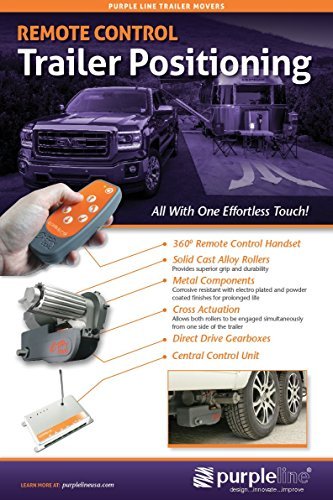 PURPLE LINE TRAILER MOVERS
REMOTE CONTROL
Trailer Positioning
All With One Effortless Touch!
360º Remote Control Handset
Solid Cast Alloy Rollers
Provides superior grip and durability
Metal Components
Corrosive resistant with electro plated and powder
coated finishes for prolonged life
Cross Actuation
Allows both rollers to be engaged simultaneously
from one side of the trailer
Direct Drive Gearboxes
Central Control Unit
LEARN MORE AT: purplelineusa.com
purpleline
design...innovate...improve